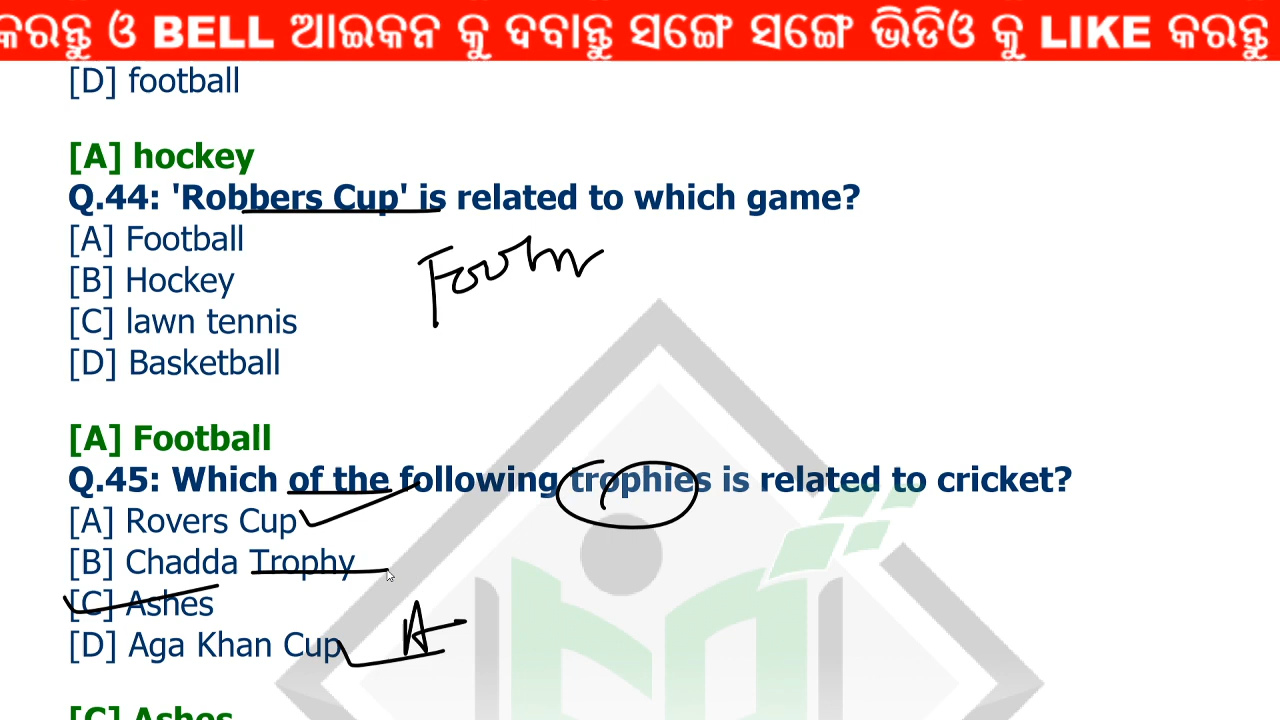 କରନ୍ତୁ ଓ BELL ଆଇକନ କୁ ଦବାନ୍ତୁ ସଙ୍ଗେ ସଙ୍ଗେ ଭିଡିଓ କୁ LIKE କରନ୍ତୁ
[D] football
[A] hockey
Q.44: 'Robbers Cup' is related to which game?
[A] Football
[B] Hockey
[C] lawn tennis
[D] Basketball
[A] Football
Q.45: Which of the following trophies is related to cricket?
[A] Rovers Cup
[B] Chadda Trophy
[C] Ashes
[D] Aga Khan Cup
[C] Ashes